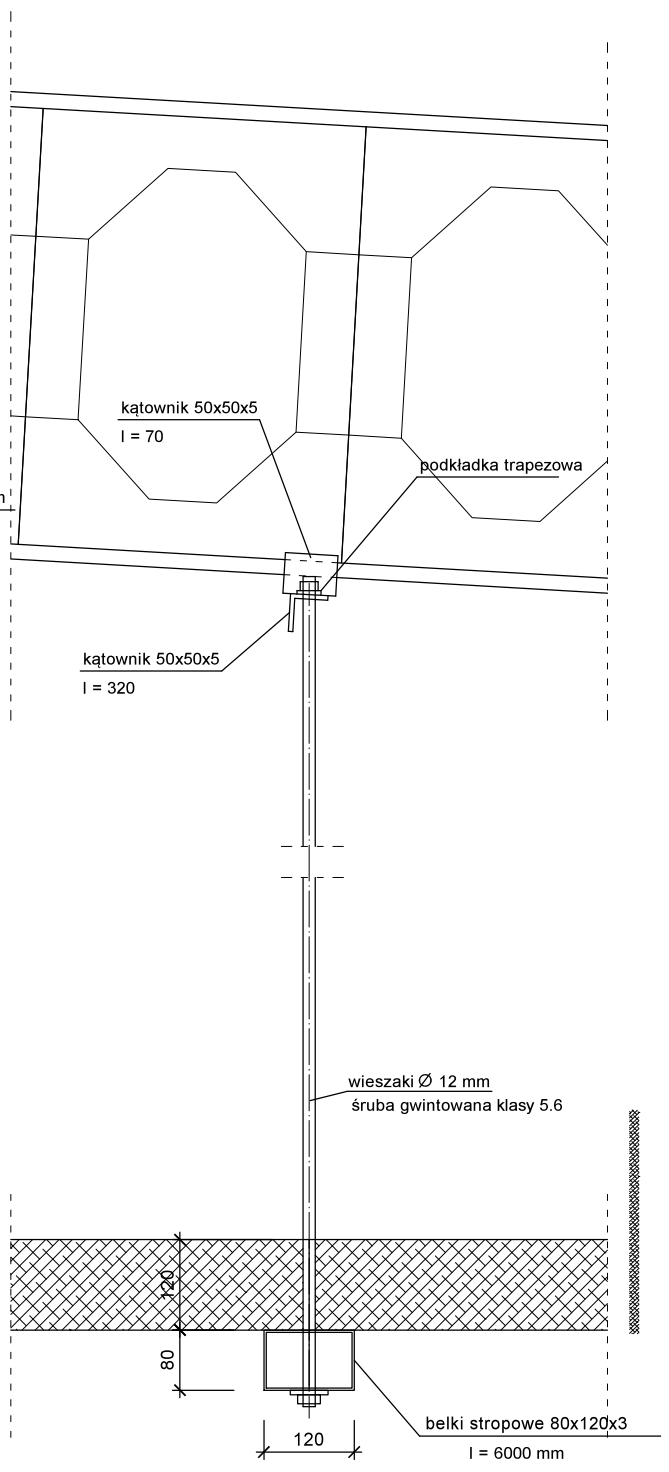 kątownik 50x50x5
l = 70
podkładka trapezowa
kątownik 50x50x5
l = 320
wieszaki Ø 12 mm
śruba gwintowana klasy 5.6
120
80
belki stropowe 80x120x3
120
l = 6000 mm